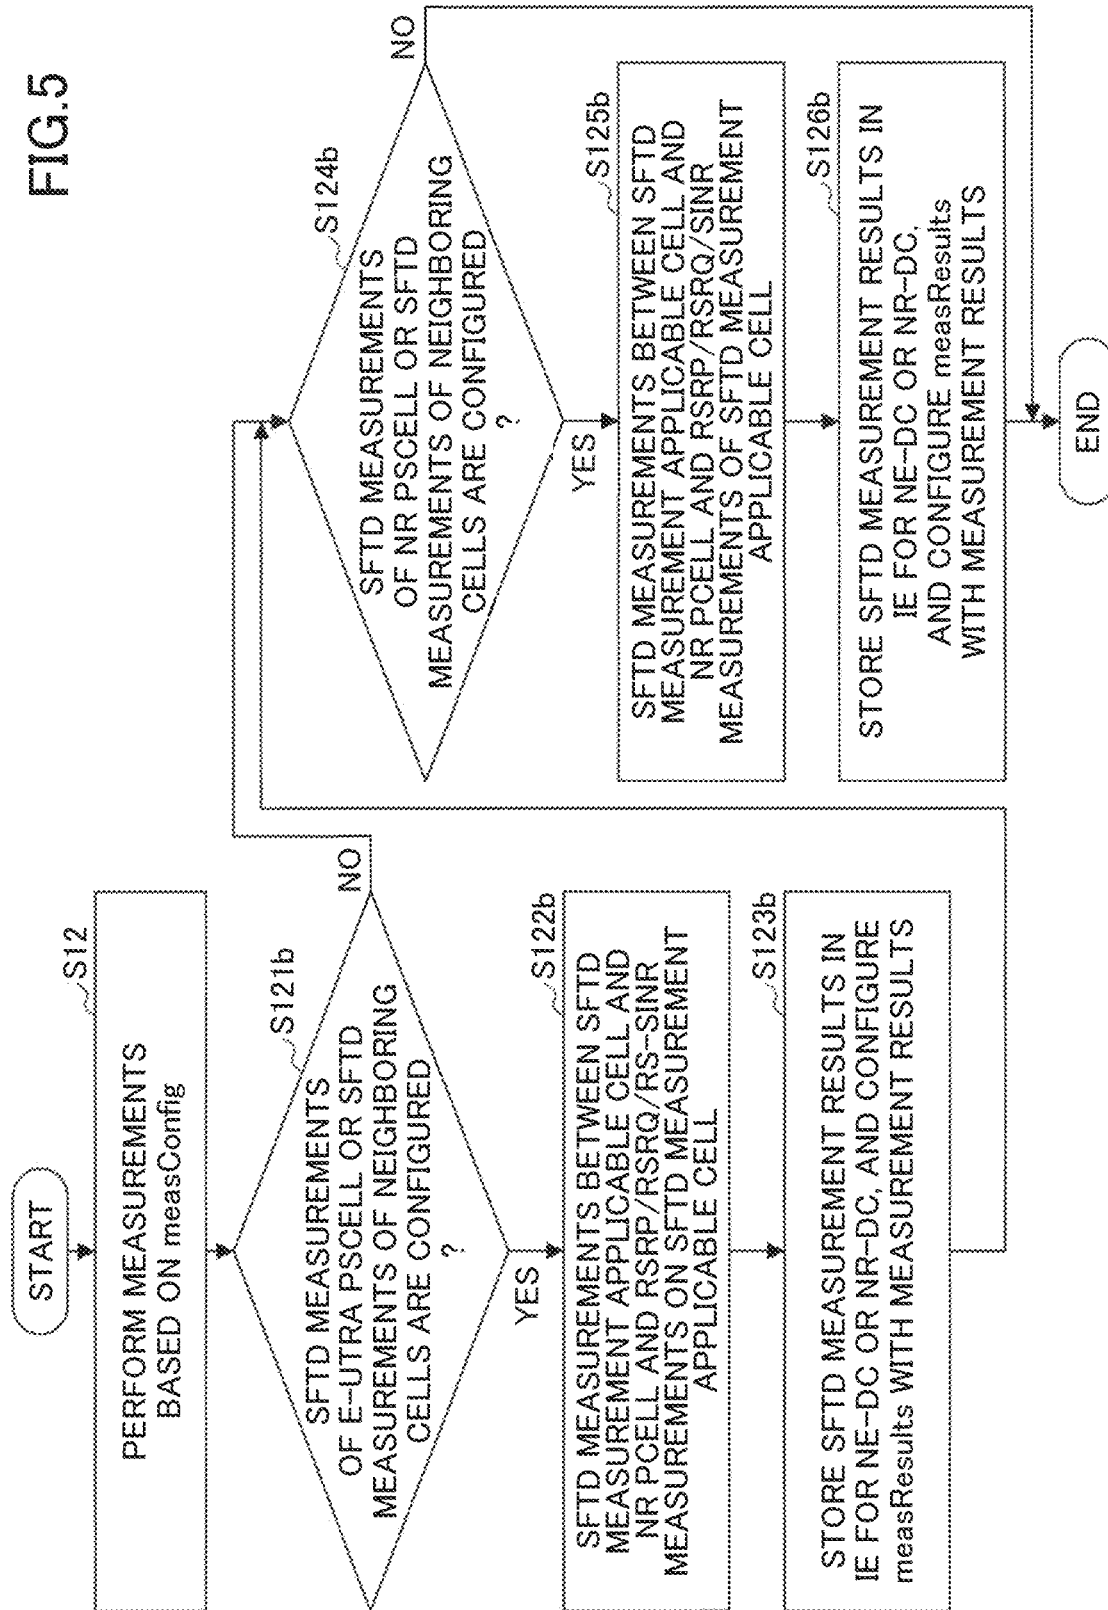 FIG.5
START
S12
PERFORM MEASUREMENTS
BASED ON measConfig
S121b
SFTD MEASUREMENTS
OF E-UTRA PSCELL OR SFTD
MEASUREMENTS OF NEIGHBORING
CELLS ARE CONFIGURED
?
NO
YES
S122b
SFTD MEASUREMENTS BETWEEN SFTD
MEASUREMENT APPLICABLE CELL AND
NR PCELL AND RSRP/RSRQ/RS-SINR
MEASUREMENTS ON SFTD MEASUREMENT
APPLICABLE CELL
S123b
STORE SFTD MEASUREMENT RESULTS IN
IE FOR NE-DC OR NR-DC, AND CONFIGURE
measResults WITH MEASUREMENT RESULTS
S124b
SFTD MEASUREMENTS
OF NR PSCELL OR SFTD
MEASUREMENTS OF NEIGHBORING
CELLS ARE CONFIGURED
?
NO
YES
S125b
SFTD MEASUREMENTS BETWEEN SFTD
MEASUREMENT APPLICABLE CELL AND
NR PCELL AND RSRP/RSRQ/SINR
MEASUREMENTS OF SFTD MEASUREMENT
APPLICABLE CELL
S126b
STORE SFTD MEASUREMENT RESULTS IN
IE FOR NE-DC OR NR-DC,
AND CONFIGURE measResults
WITH MEASUREMENT RESULTS
END